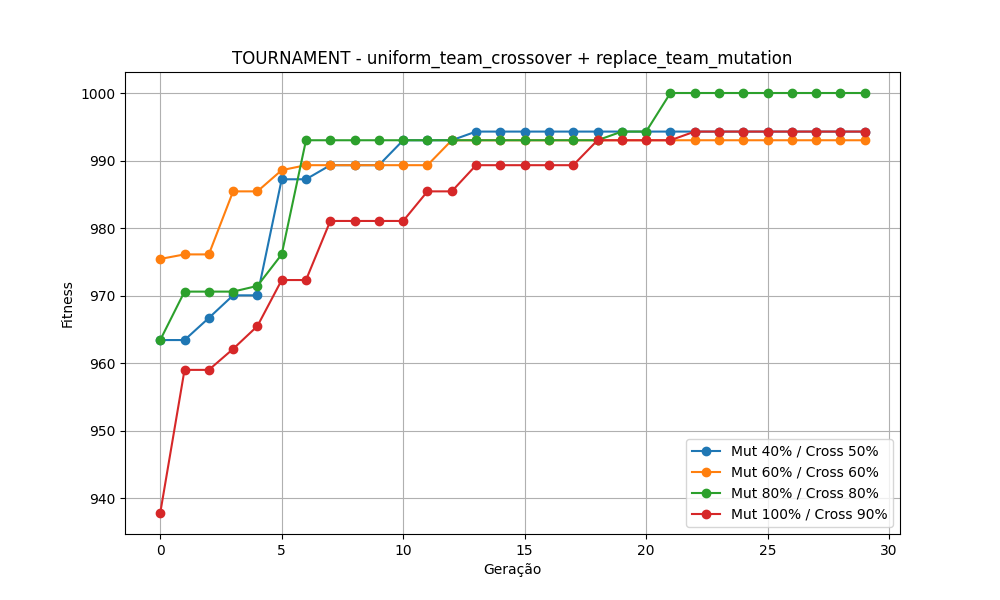 TOURNAMENT - uniform_team_crossover + replace_team_mutation
Fitness
1000
990
980
970
960
950
940
0 5 10 15 20 25 30
Geração
Mut 40% / Cross 50%
Mut 60% / Cross 60%
Mut 80% / Cross 80%
Mut 100% / Cross 90%